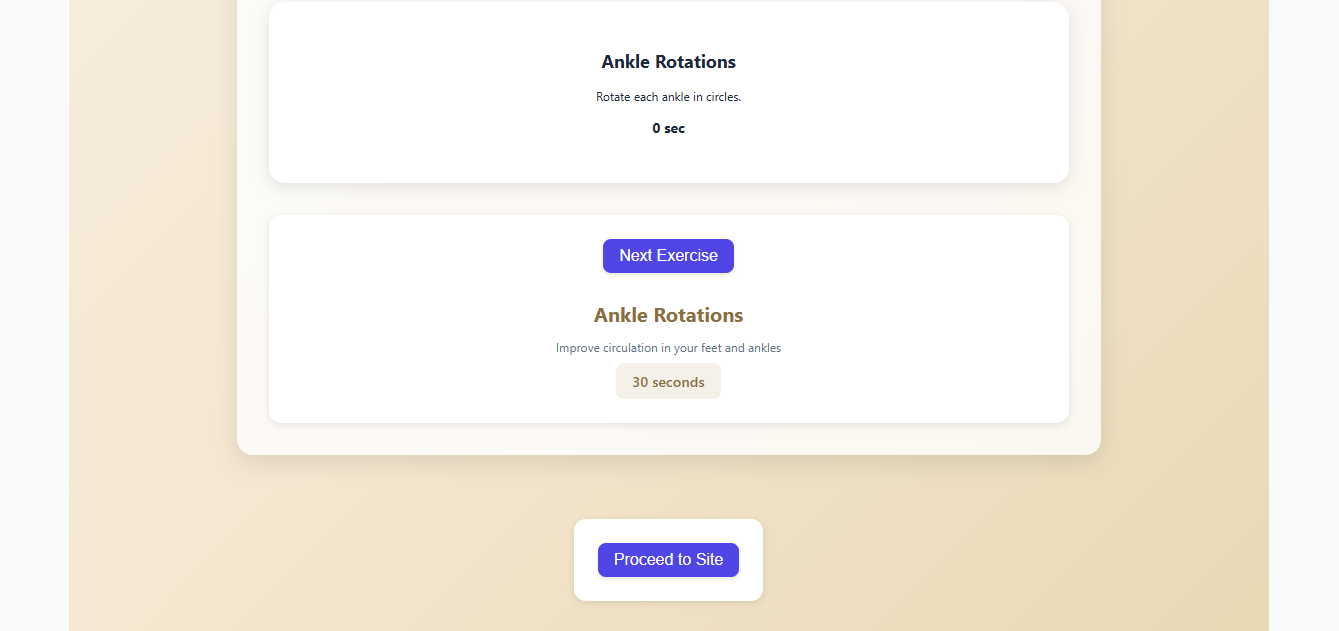 Ankle Rotations
Rotate each ankle in circles.
0 sec
Next Exercise
Ankle Rotations
Improve circulation in your feet and ankles
30 seconds
Proceed to Site